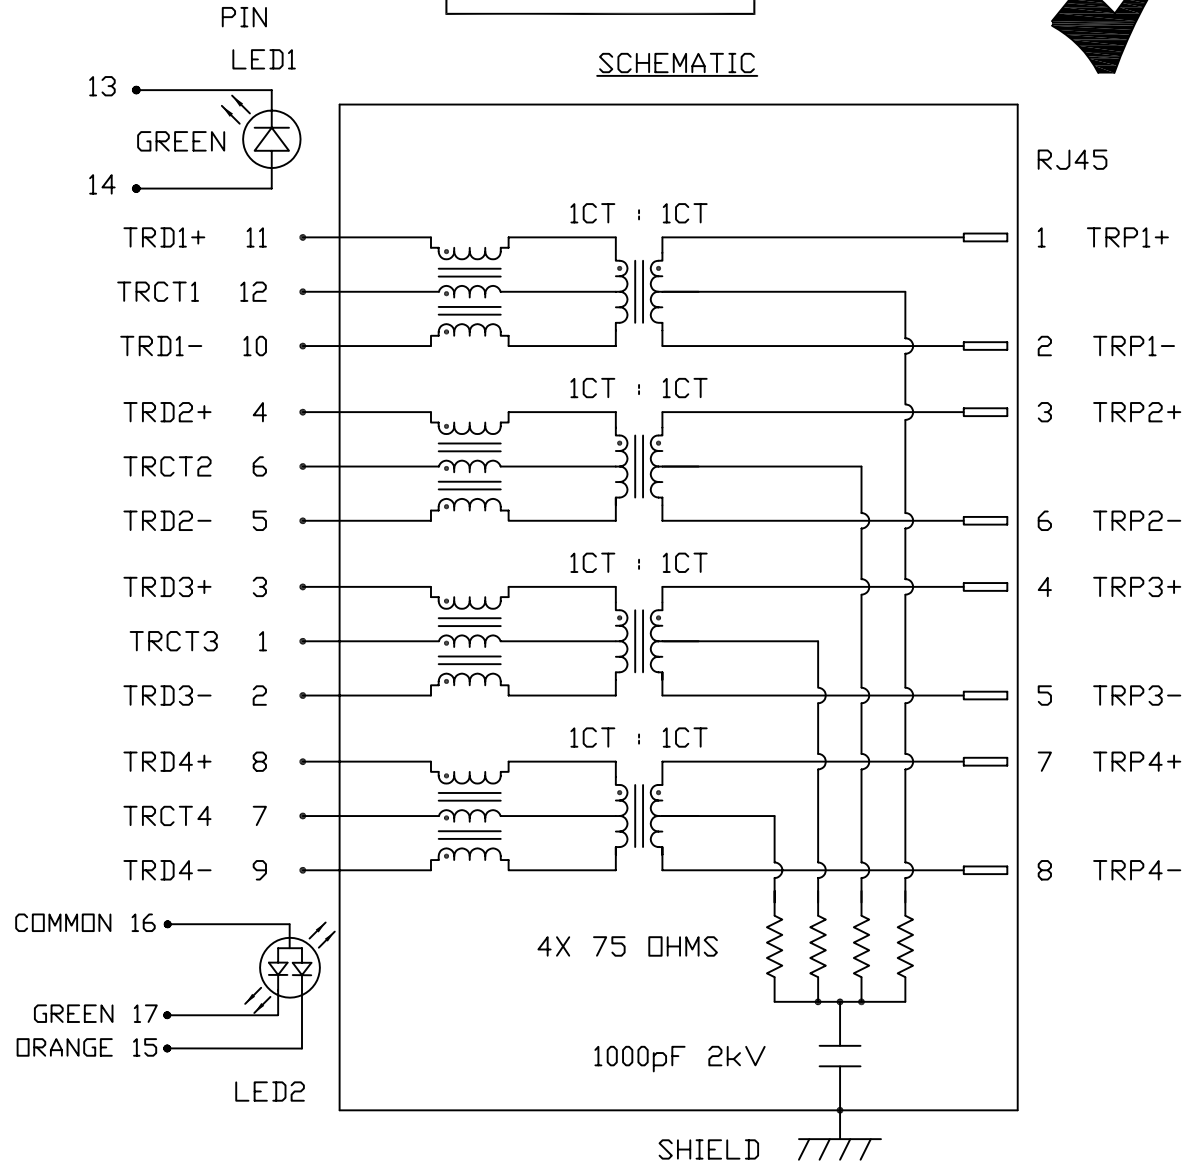 PIN
LED1
SCHEMATIC
13
GREEN
14
RJ45
1CT : 1CT
TRD1+ 11
1 TRP1+
TRCT1 12
TRD1- 10
2 TRP1-
1CT : 1CT
TRD2+ 4
3 TRP2+
TRCT2 6
TRD2- 5
6 TRP2-
1CT : 1CT
TRD3+ 3
4 TRP3+
TRCT3 1
TRD3- 2
5 TRP3-
1CT : 1CT
TRD4+ 8
7 TRP4+
TRCT4 7
TRD4- 9
8 TRP4-
COMMON 16
4X 75 OHMS
GREEN 17
ORANGE 15
1000pF 2kV
LED2
SHIELD